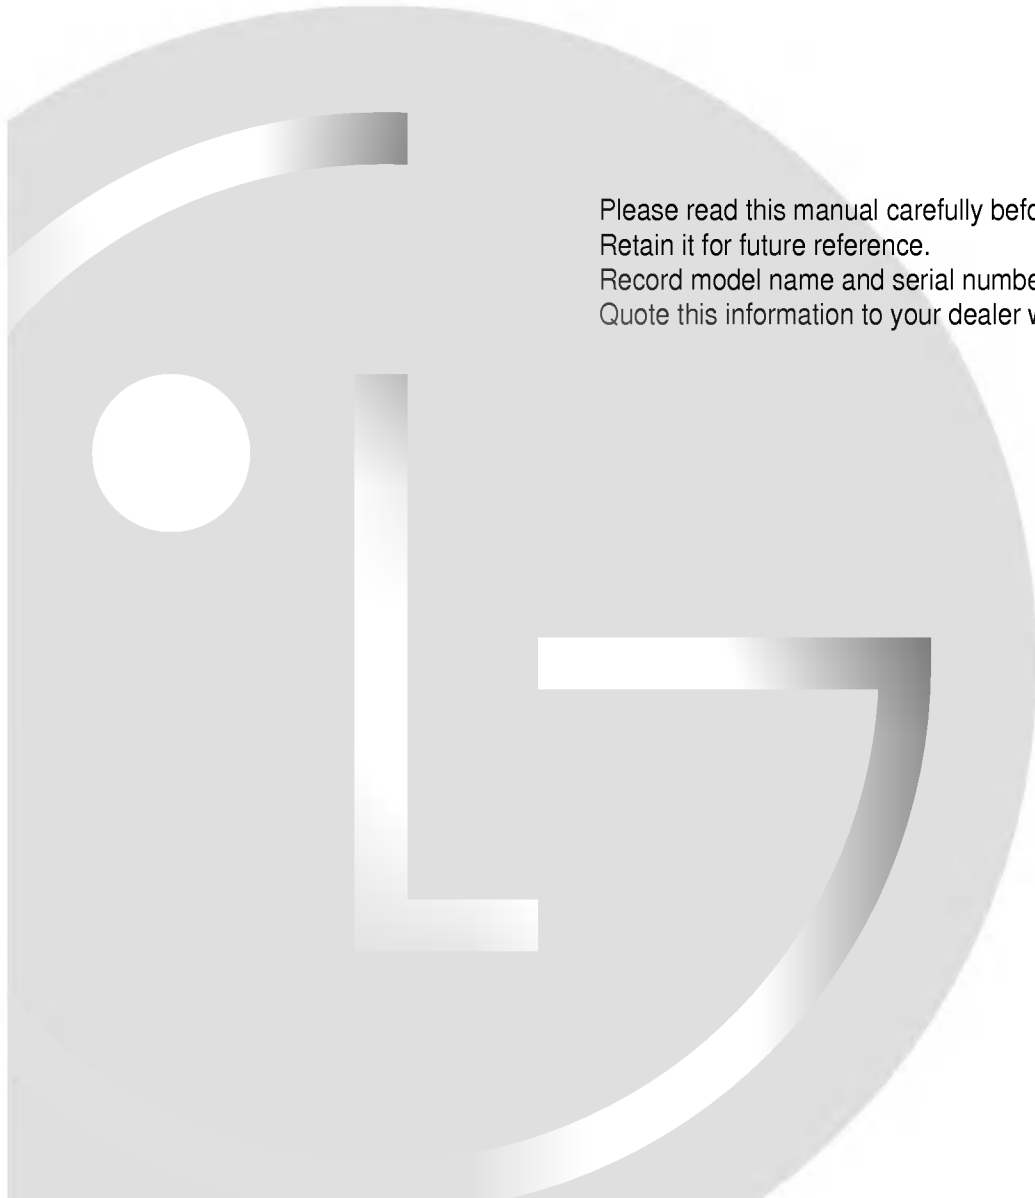 Please read this manual carefully befo
Retain it for future reference.
Record model name and serial numbe
Quote this information to your dealer
LG